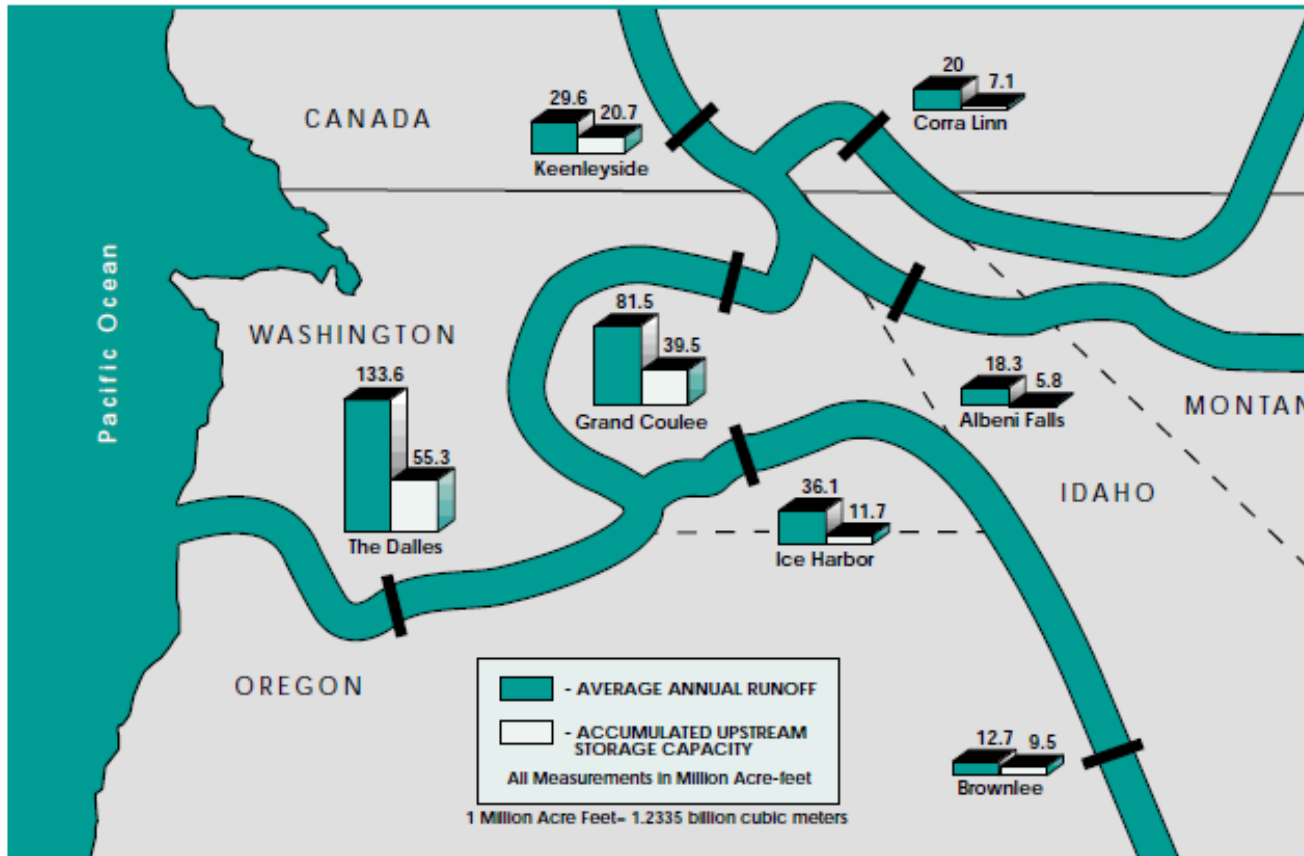 20
7.1
Corra Linn
CANADA
29.6
20.7
Keenleyside
Pacific Ocean
WASHINGTON
81.5
39.5
Grand Coulee
133.6
55.3
The Dalles
18.3
5.8
Albeni Falls
MONTAN
IDAHO
36.1
11.7
Ice Harbor
OREGON
- AVERAGE ANNUAL RUNOFF
- ACCUMULATED UPSTREAM
STORAGE CAPACITY
All Measurements in Million Acre-feet
1 Million Acre Feet= 1.2335 billion cubic meters
12.7
9.5
Brownlee